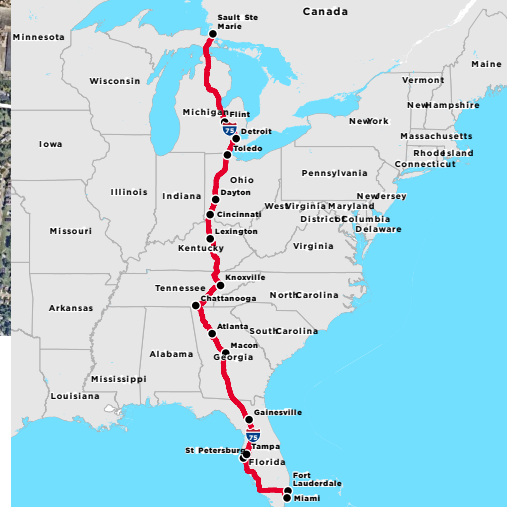 Canada
Sault Ste
Marie
Minnesota
Maine
Wisconsin
Vermont
New Hampshire
Michigan
Flint
New York
75
Detroit
Massachusetts
Iowa
Toledo
Rhode Island
Connecticut
Pennsylvania
Ohio
Illinois
Indiana
Dayton
New Jersey
West Virginia
Maryland
Cincinnati
District of Columbia
Missouri
Lexington
Delaware
Kentucky
Virginia
Knoxville
Tennessee
North Carolina
Chattanooga
Arkansas
Atlanta
South Carolina
Macon
Alabama
Georgia
Mississippi
Louisiana
Gainesville
75
Tampa
St Petersburg
Florida
Fort
Lauderdale
Miami